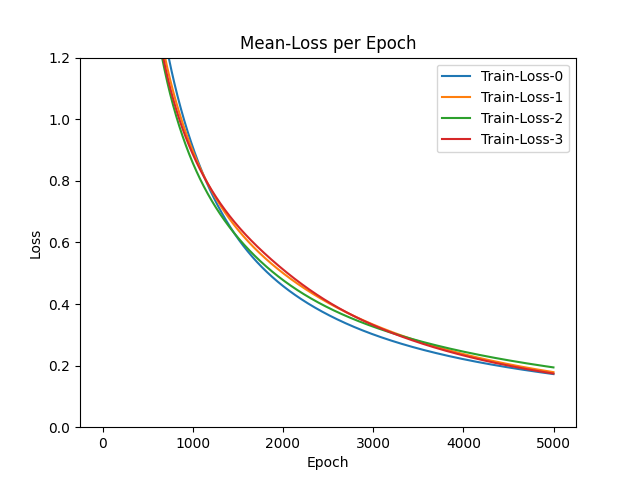 Mean-Loss per Epoch
1.2
1.0
0.8
0.6
0.4
0.2
0.0
Loss
Train-Loss-0
Train-Loss-1
Train-Loss-2
Train-Loss-3
0 1000 2000 3000 4000 5000
Epoch